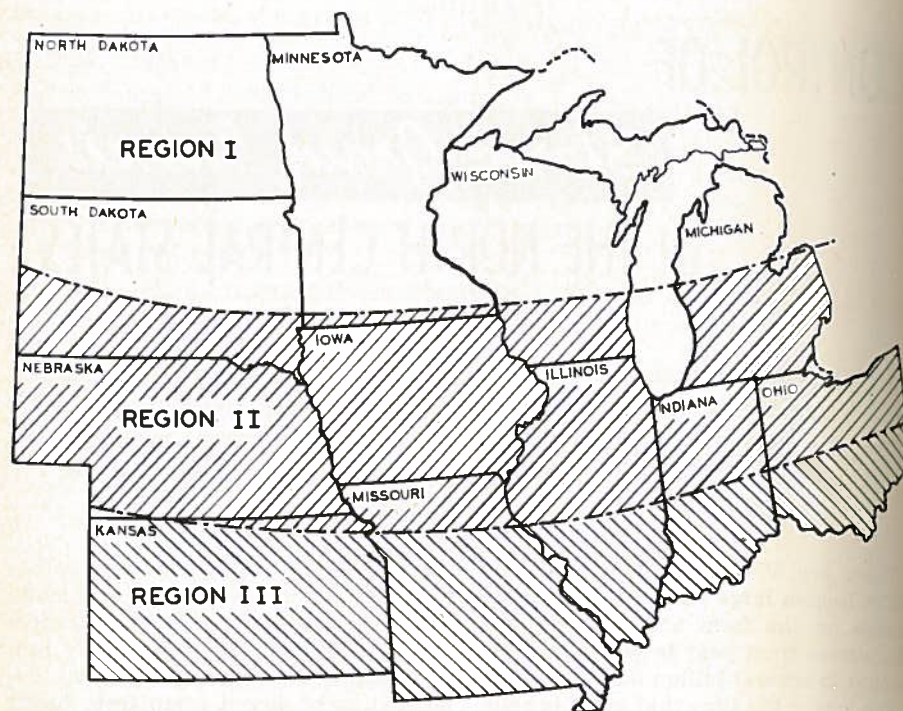 NORTH DAKOTA
MINNESOTA
REGION I
WISCONSIN
SOUTH DAKOTA
MICHIGAN
IOWA
NEBRASKA
ILLINOIS
INDIANA
OHIO
REGION II
MISSOURI
KANSAS
REGION III